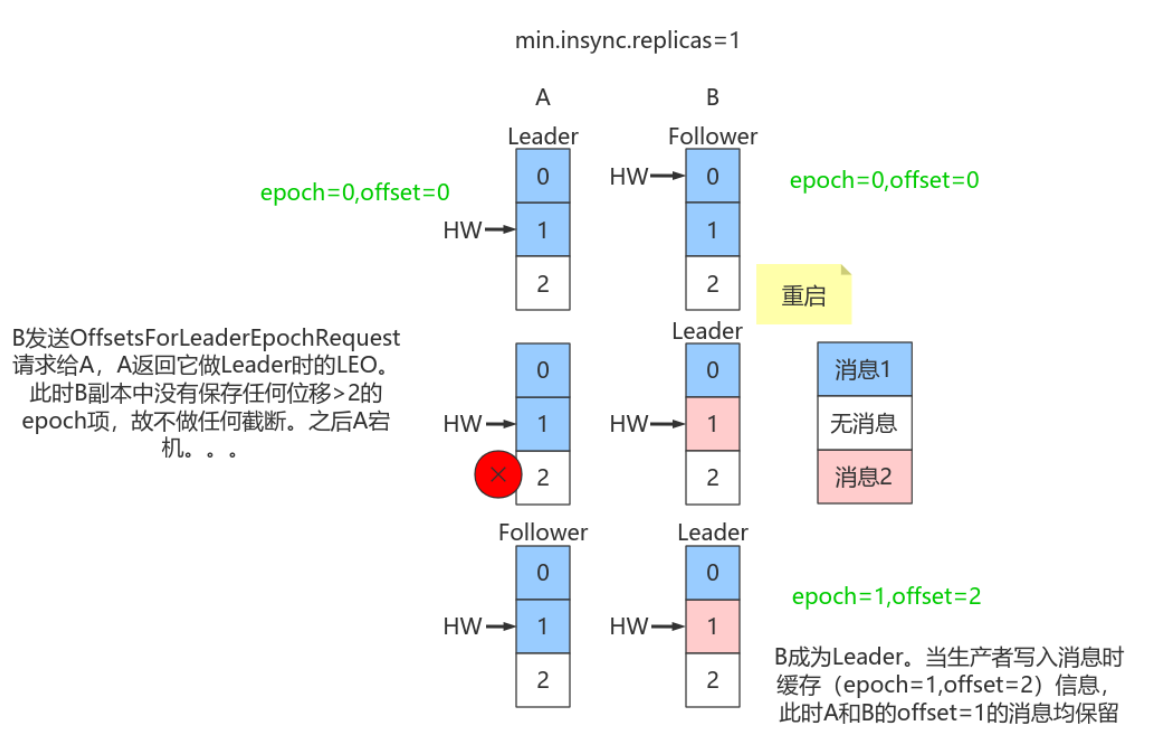 min.insync.replicas=1
A
B
Leader
Follower
epoch=0,offset=0
0
HW
0
epoch=0,offset=0
HW
1
1
2
2
重启
B发送OffsetsForLeaderEpochRequest
请求给A，A返回它做Leader时的LEO。
此时B副本中没有保存任何位移>2的
epoch项，故不做任何截断。之后A宕
机。。。
Leader
0
0
消息1
HW
1
HW
1
无消息
2
2
消息2
Follower
Leader
0
0
epoch=1,offset=2
HW
1
HW
1
2
2
B成为Leader。当生产者写入消息时
缓存（epoch=1,offset=2）信息，
此时A和B的offset=1的消息均保留